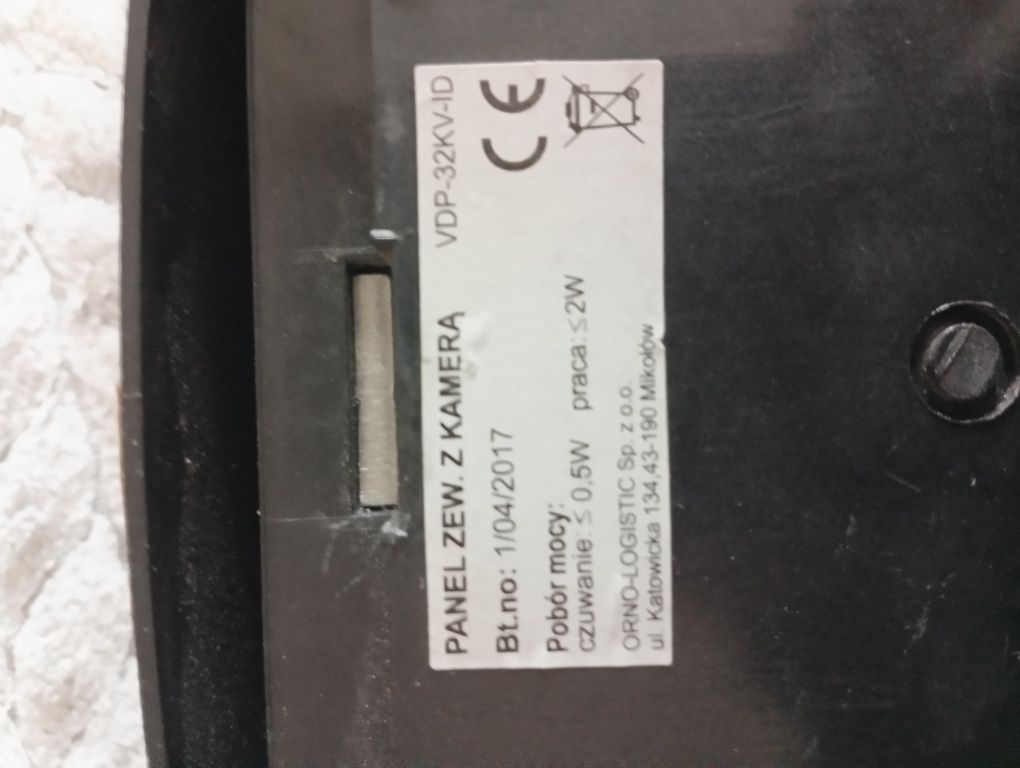 PANEL ZEW. Z KAMERĄ VDP-32KV-ID
Bt.no: 1/04/2017
CE
Pobór mocy:
czuwanie: ≤ 0,5W praca: ≤ 2W
ORNO-LOGISTIC Sp. z o.o.
ul. Katowicka 134,43-190 Mikołów